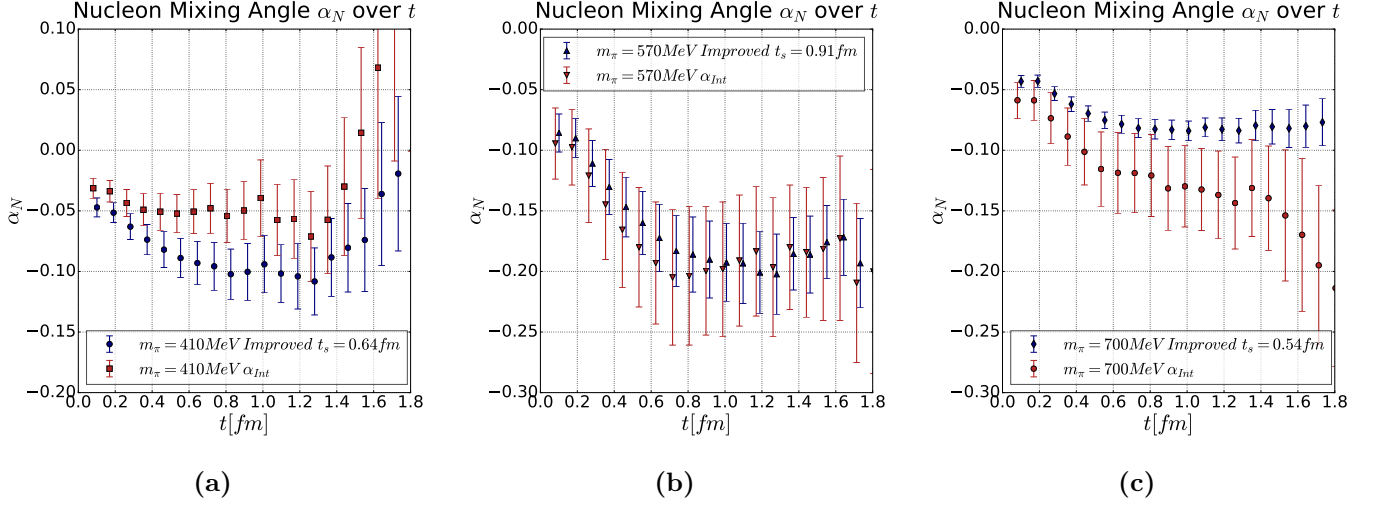 Nucleon Mixing Angle α_N over t
0.10
0.05
0.00
−0.05
−0.10
−0.15
−0.20
α_N
m_π = 410MeV Improved t_s = 0.64fm
m_π = 410MeV α_Int
0.0 0.2 0.4 0.6 0.8 1.0 1.2 1.4 1.6 1.8
t[fm]
(a)
Nucleon Mixing Angle α_N over t
0.00
−0.05
−0.10
−0.15
−0.20
−0.25
−0.30
α_N
m_π = 570MeV Improved t_s = 0.91fm
m_π = 570MeV α_Int
0.0 0.2 0.4 0.6 0.8 1.0 1.2 1.4 1.6 1.8
t[fm]
(b)
Nucleon Mixing Angle α_N over t
0.00
−0.05
−0.10
−0.15
−0.20
−0.25
−0.30
α_N
m_π = 700MeV Improved t_s = 0.54fm
m_π = 700MeV α_Int
0.0 0.2 0.4 0.6 0.8 1.0 1.2 1.4 1.6 1.8
t[fm]
(c)